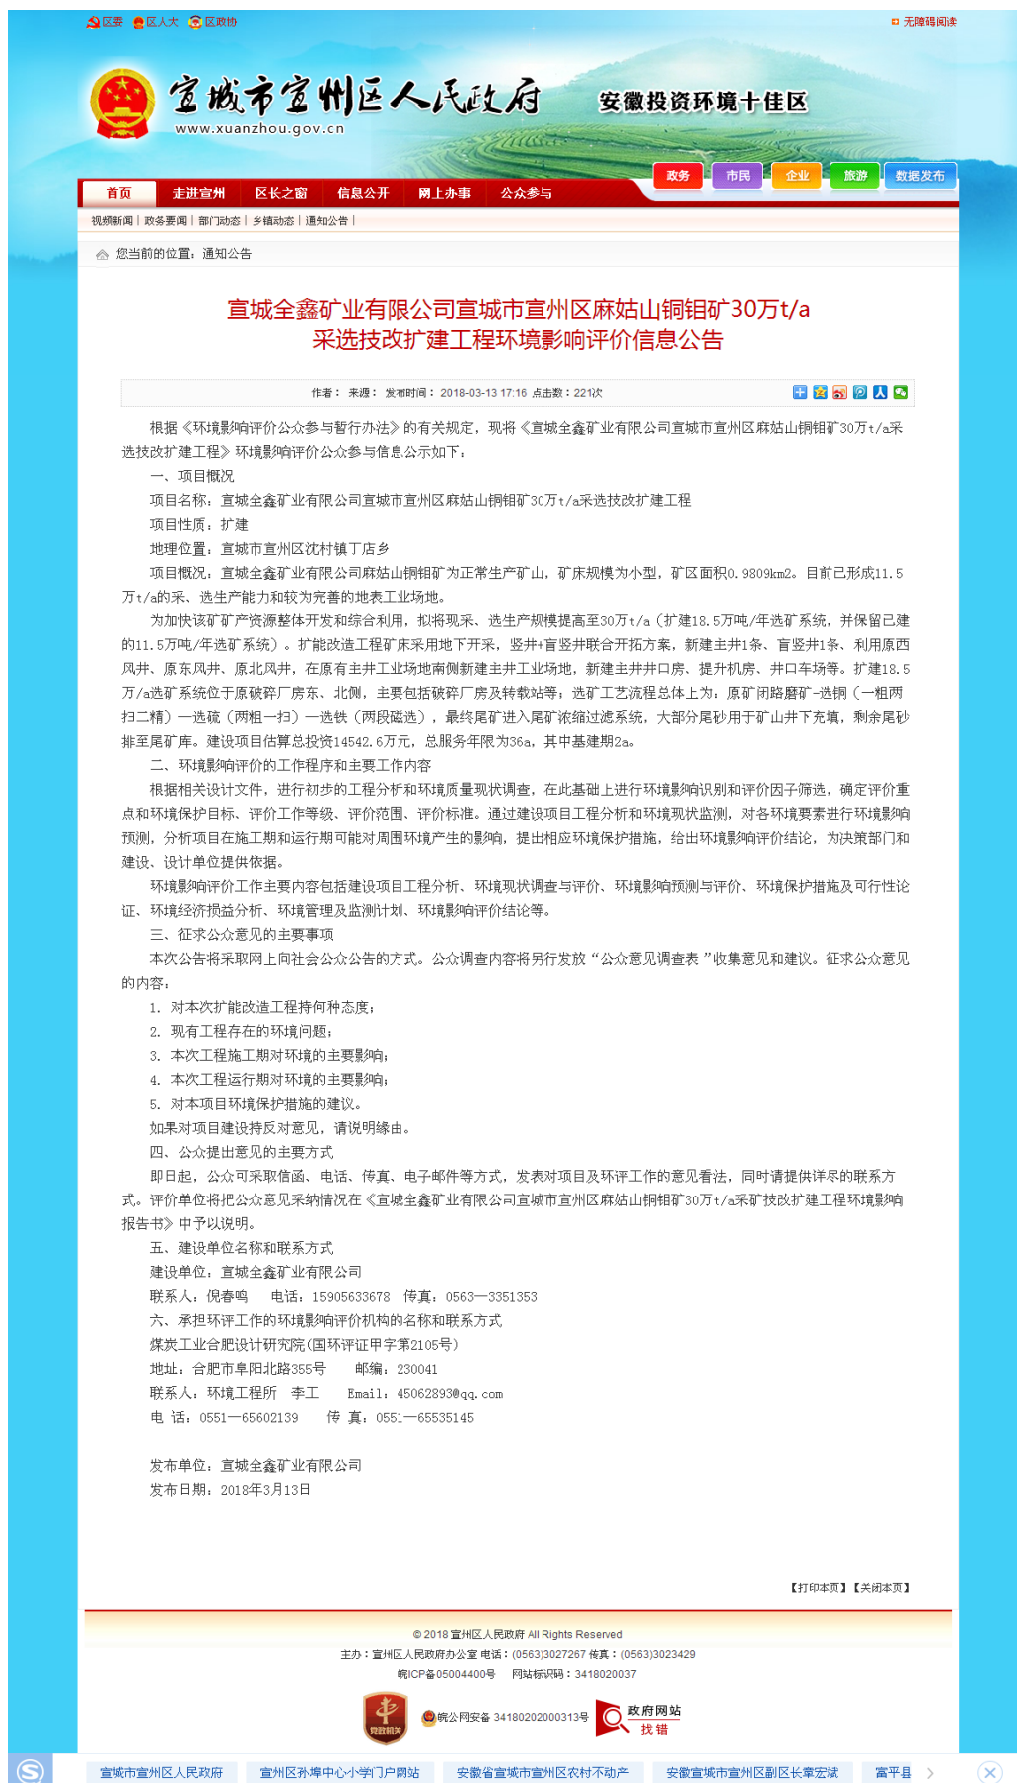 区委 区人大 区政协
无障碍阅读
宣城市宣州区人民政府
www.xuanzhou.gov.cn
安徽投资环境十佳区
政务 市民 企业 旅游 数据发布
首页 走进宣州 区长之窗 信息公开 网上办事 公众参与
视频新闻 | 政务要闻 | 部门动态 | 乡镇动态 | 通知公告 |
您当前的位置：通知公告
宣城全鑫矿业有限公司宣城市宣州区麻姑山铜钼矿30万t/a
采选技改扩建工程环境影响评价信息公告
作者： 来源： 发布时间： 2018-03-13 17:16 点击数：221次
根据《环境影响评价公众参与暂行办法》的有关规定，现将《宣城全鑫矿业有限公司宣城市宣州区麻姑山铜钼矿30万t/a采
选技改扩建工程》环境影响评价公众参与信息公示如下：
一、项目概况
项目名称：宣城全鑫矿业有限公司宣城市宣州区麻姑山铜钼矿30万t/a采选技改扩建工程
项目性质：扩建
地理位置：宣城市宣州区沈村镇丁店乡
项目概况：宣城全鑫矿业有限公司麻姑山铜钼矿为正常生产矿山，矿床规模为小型，矿区面积0.9809km2。目前已形成11.5
万t/a的采、选生产能力和较为完善的地表工业场地。
为加快该矿矿产资源整体开发和综合利用，拟将现采、选生产规模提高至30万t/a（扩建18.5万吨/年选矿系统，并保留己建
的11.5万吨/年选矿系统）。扩能改造工程矿床采用地下开采，竖井+盲竖井联合开拓方案，新建主井1条、盲竖井1条、利用原西
风井、原东风井、原北风井，在原有主井工业场地南侧新建主井工业场地，新建主井井口房、提升机房、井口车场等。扩建18.5
万/a选矿系统位于原破碎厂房东、北侧，主要包括破碎厂房及转载站等；选矿工艺流程总体上为：原矿闭路磨矿-选铜（一粗两
扫二精）—选硫（两粗一扫）—选铁（两段磁选），最终尾矿进入尾矿浓缩过滤系统，大部分尾砂用于矿山井下充填，剩余尾砂
排至尾矿库。建设项目估算总投资14542.6万元，总服务年限为36a，其中基建期2a。
二、环境影响评价的工作程序和主要工作内容
根据相关设计文件，进行初步的工程分析和环境质量现状调查，在此基础上进行环境影响识别和评价因子筛选，确定评价重
点和环境保护目标、评价工作等级、评价范围、评价标准。通过建设项目工程分析和环境现状监测，对各环境要素进行环境影响
预测，分析项目在施工期和运行期可能对周围环境产生的影响，提出相应环境保护措施，给出环境影响评价结论，为决策部门和
建设、设计单位提供依据。
环境影响评价工作主要内容包括建设项目工程分析、环境现状调查与评价、环境影响预测与评价、环境保护措施及可行性论
证、环境经济损益分析、环境管理及监测计划、环境影响评价结论等。
三、征求公众意见的主要事项
本次公告将采取网上向社会公众公告的方式。公众调查内容将另行发放“公众意见调查表”收集意见和建议。征求公众意见
的内容：
1. 对本次扩能改造工程持何种态度；
2. 现有工程存在的环境问题；
3. 本次工程施工期对环境的主要影响；
4. 本次工程运行期对环境的主要影响；
5. 对本项目环境保护措施的建议。
如果对项目建设持反对意见，请说明缘由。
四、公众提出意见的主要方式
即日起，公众可采取信函、电话、传真、电子邮件等方式，发表对项目及环评工作的意见看法，同时请提供详尽的联系方
式。评价单位将把公众意见采纳情况在《宣城全鑫矿业有限公司宣城市宣州区麻姑山铜钼矿30万t/a采矿技改扩建工程环境影响
报告书》中予以说明。
五、建设单位名称和联系方式
建设单位：宣城全鑫矿业有限公司
联系人：倪春鸣 电话：15905633678 传真：0563—3351353
六、承担环评工作的环境影响评价机构的名称和联系方式
煤炭工业合肥设计研究院(国环评证甲字第2105号)
地址：合肥市阜阳北路355号 邮编：230041
联系人：环境工程所 李工 Email：45062893@qq.com
电 话：0551—65602139 传 真：0551—65535145
发布单位：宣城全鑫矿业有限公司
发布日期：2018年3月13日
【打印本页】【关闭本页】
© 2018 宣州区人民政府 All Rights Reserved
主办：宣州区人民政府办公室 电话：(0563)3027267 传真：(0563)3023429
皖ICP备05004400号 网站标识码：3418020037
党政机关 皖公网安备 34180202000313号 政府网站
找错
宣城市宣州区人民政府 宣州区孙埠中心小学门户网站 安徽省宣城市宣州区农村不动产 安徽宣城市宣州区副区长章宏斌 富平县